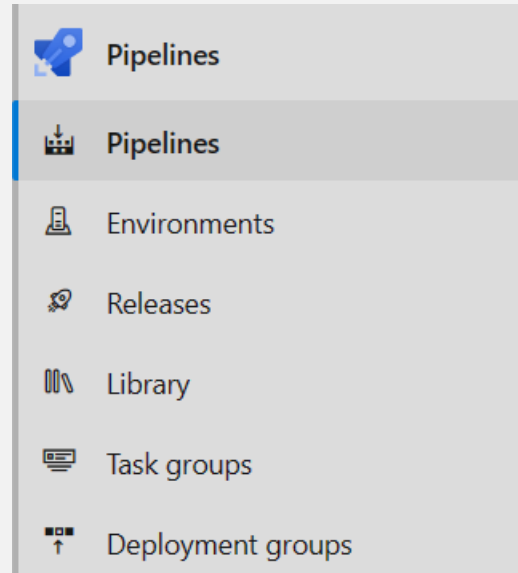 Pipelines
Pipelines
Environments
Releases
Library
Task groups
Deployment groups